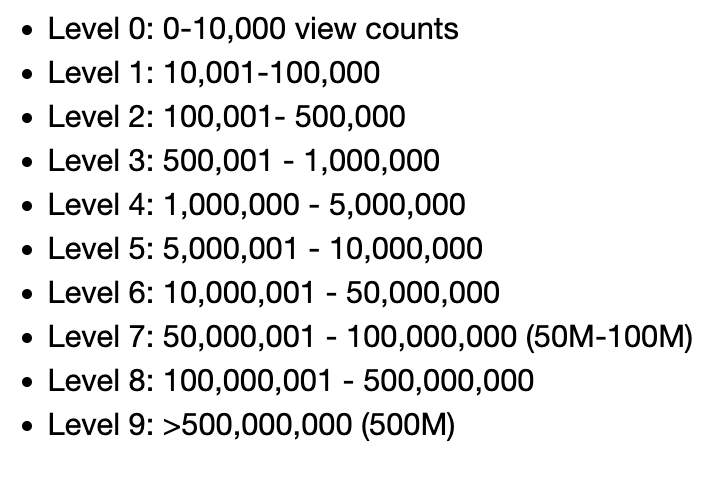 • Level 0: 0-10,000 view counts
• Level 1: 10,001-100,000
• Level 2: 100,001- 500,000
• Level 3: 500,001 - 1,000,000
• Level 4: 1,000,000 - 5,000,000
• Level 5: 5,000,001 - 10,000,000
• Level 6: 10,000,001 - 50,000,000
• Level 7: 50,000,001 - 100,000,000 (50M-100M)
• Level 8: 100,000,001 - 500,000,000
• Level 9: >500,000,000 (500M)